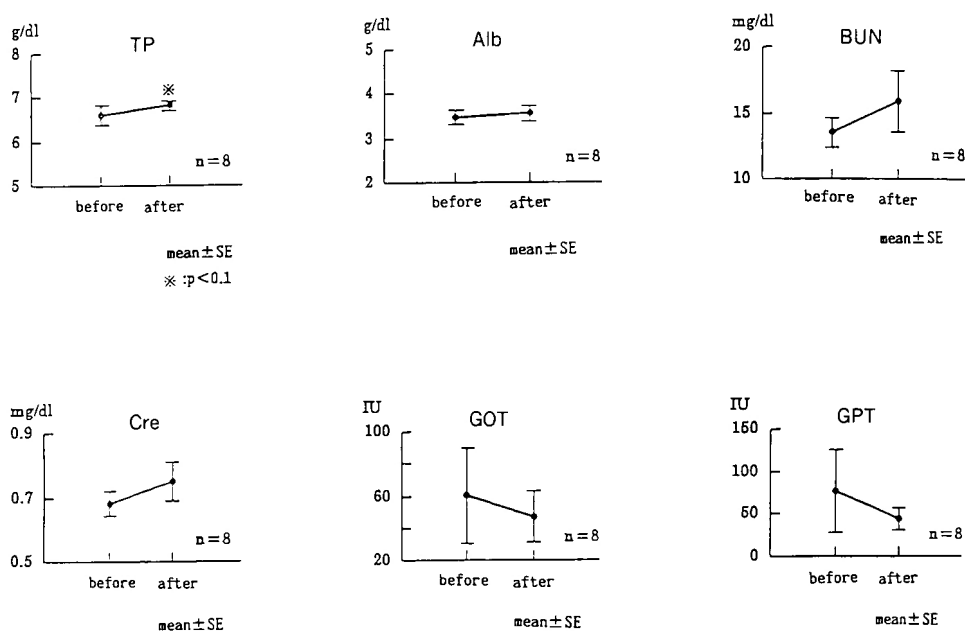 g/dl
TP
8
7
6
5
※
n=8
before after
mean±SE
※:p<0.1
g/dl
Alb
5
4
3
2
n=8
before after
mean±SE
mg/dl
BUN
20
15
10
n=8
before after
mean±SE
mg/dl
Cre
0.9
0.7
0.5
n=8
before after
mean±SE
IU
GOT
100
60
20
n=8
before after
mean±SE
IU
GPT
150
100
50
0
n=8
before after
mean±SE